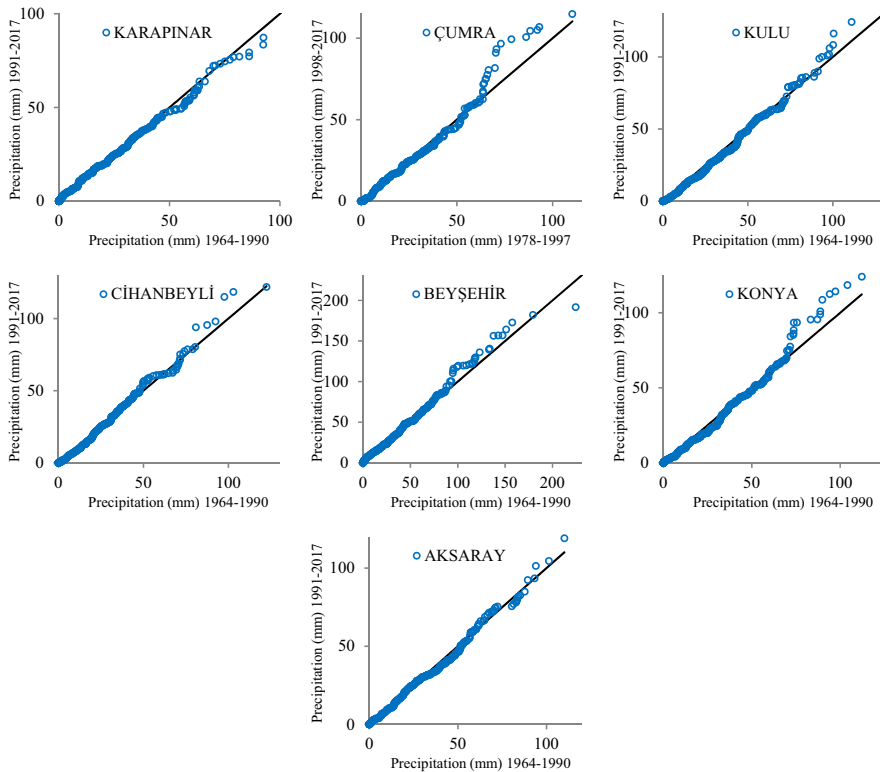 KARAPINAR
Precipitation (mm) 1991-2017
100
50
0
0 50 100
Precipitation (mm) 1964-1990
ÇUMRA
Precipitation (mm) 1998-2017
100
50
0
0 50 100
Precipitation (mm) 1978-1997
KULU
Precipitation (mm) 1991-2017
100
50
0
0 50 100
Precipitation (mm) 1964-1990
CİHANBEYLİ
Precipitation (mm) 1991-2017
100
50
0
0 50 100
Precipitation (mm) 1964-1990
BEYŞEHİR
Precipitation (mm) 1991-2017
200
150
100
50
0
0 50 100 150 200
Precipitation (mm) 1964-1990
KONYA
Precipitation (mm) 1991-2017
100
50
0
0 50 100
Precipitation (mm) 1964-1990
AKSARAY
Precipitation (mm) 1991-2017
100
50
0
0 50 100
Precipitation (mm) 1964-1990